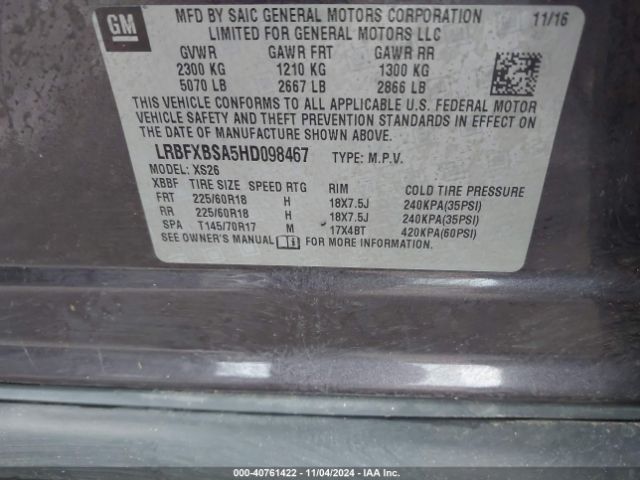 GM
MFD BY SAIC GENERAL MOTORS CORPORATION 11/16
LIMITED FOR GENERAL MOTORS LLC
GVWR GAWR FRT GAWR RR
2300 KG 1210 KG 1300 KG
5070 LB 2667 LB 2866 LB
THIS VEHICLE CONFORMS TO ALL APPLICABLE U.S. FEDERAL MOTOR
VEHICLE SAFETY AND THEFT PREVENTION STANDARDS IN EFFECT ON
THE DATE OF MANUFACTURE SHOWN ABOVE.
LRBFXBSA5HD098467 TYPE: M.P.V.
MODEL: XS26
XBBF TIRE SIZE SPEED RTG RIM COLD TIRE PRESSURE
FRT 225/60R18 H 18X7.5J 240KPA(35PSI)
RR 225/60R18 H 18X7.5J 240KPA(35PSI)
SPA T145/70R17 M 17X4BT 420KPA(60PSI)
SEE OWNER'S MANUAL FOR MORE INFORMATION.
000-40761422 - 11/04/2024 - IAA Inc.